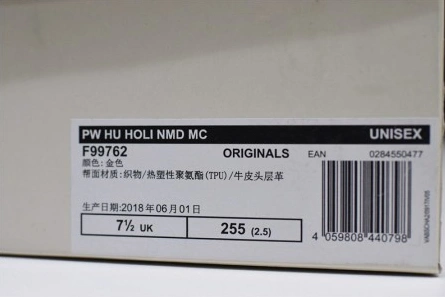 PW HU HOLI NMD MC UNISEX
F99762 ORIGINALS EAN 0284550477
颜色: 金色
帮面材质: 织物/热塑性聚氨酯(TPU)/牛皮头层革
生产日期:2018年06月01日
7½ UK 255 (2.5)
4 059808 440798